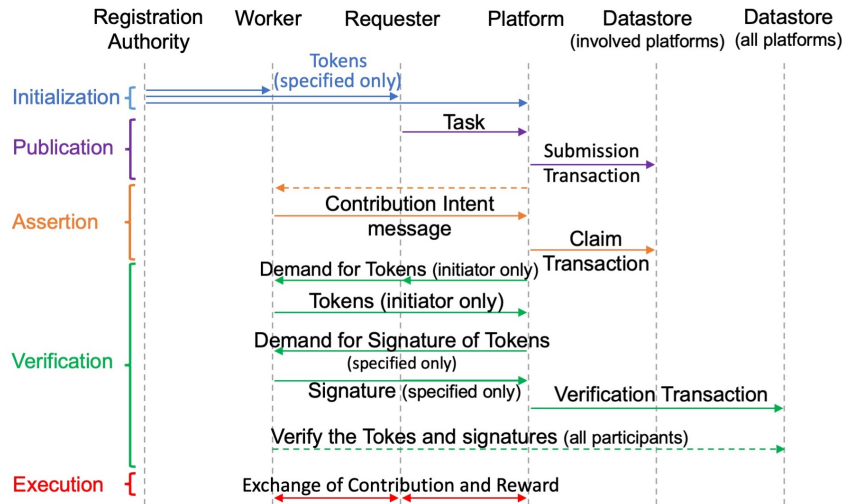 Registration
Authority
Worker
Requester
Platform
Datastore
(involved platforms)
Datastore
(all platforms)
Initialization
Tokens
(specified only)
Publication
Task
Submission
Transaction
Assertion
Contribution Intent
message
Claim
Transaction
Verification
Demand for Tokens (initiator only)
Tokens (initiator only)
Demand for Signature of Tokens
(specified only)
Signature (specified only)
Verification Transaction
Verify the Tokes and signatures (all participants)
Execution
Exchange of Contribution and Reward